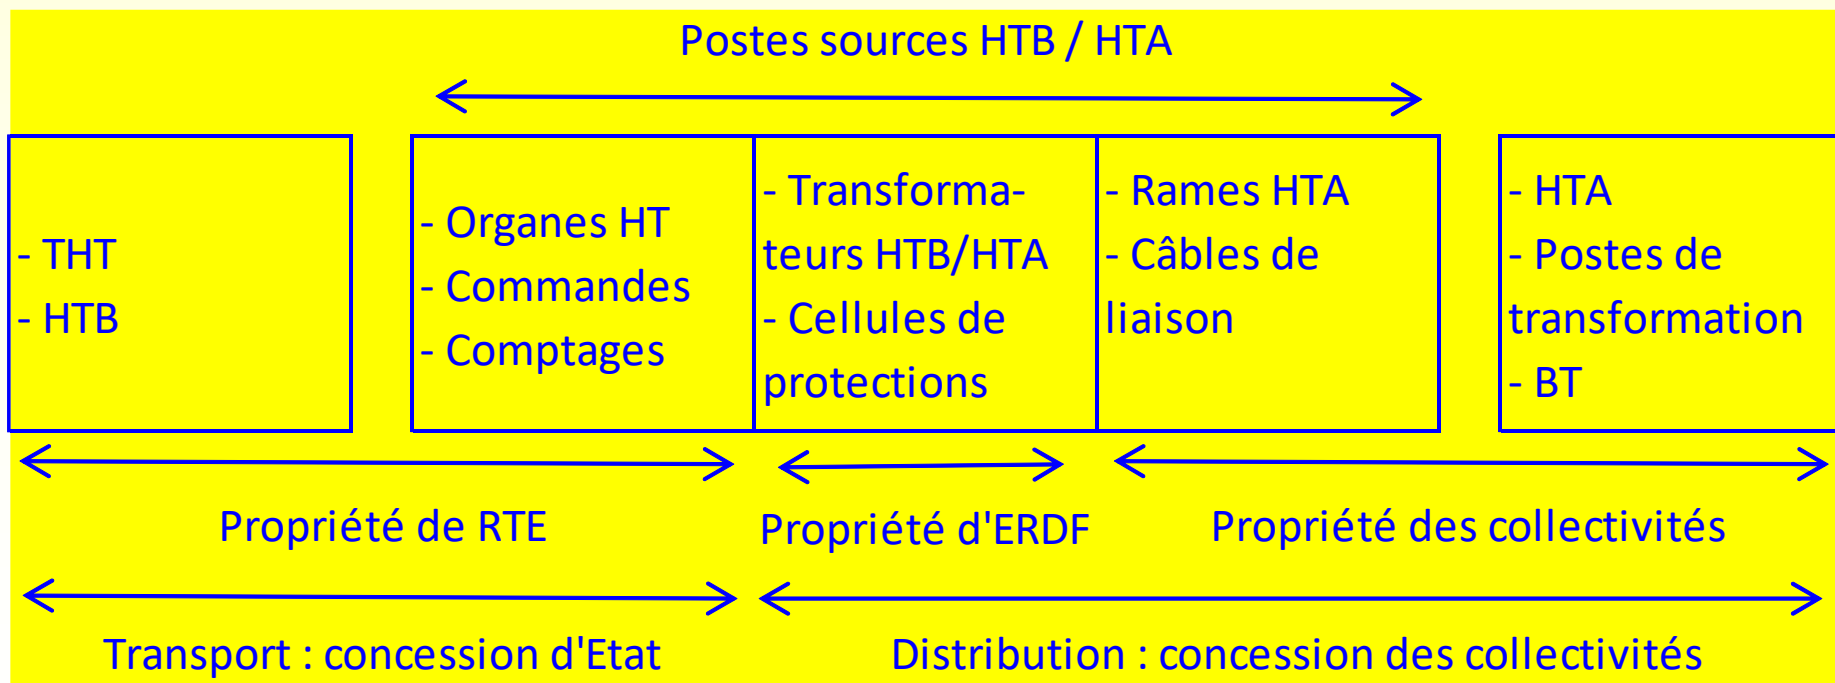 Postes sources HTB / HTA
- THT
- HTB
- Organes HT
- Commandes
- Comptages
- Transforma-
teurs HTB/HTA
- Cellules de
protections
- Rames HTA
- Câbles de
liaison
- HTA
- Postes de
transformation
- BT
Propriété de RTE
Propriété d'ERDF
Propriété des collectivités
Transport : concession d'Etat
Distribution : concession des collectivités